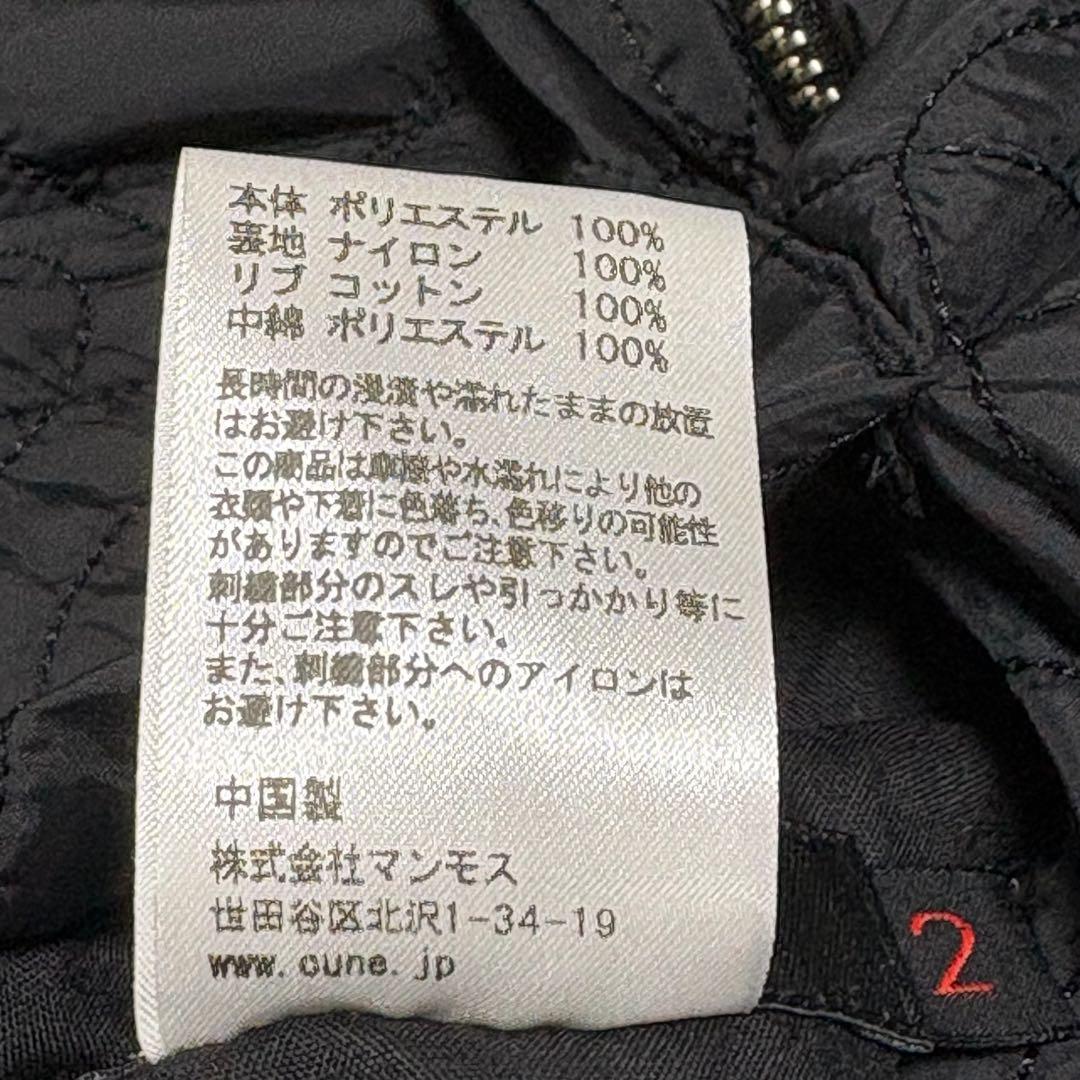 本体 ポリエステル 100%
裏地 ナイロン 100%
リブ コットン 100%
中綿 ポリエステル 100%
長時間の浸漬や濡れたままの放置
はお避け下さい。
この商品は摩擦や水濡れにより他の
衣類や下着に色落ち、色移りの可能性
がありますのでご注意下さい。
刺繍部分のスレや引っかかり等に
十分ご注意下さい。
また、刺繍部分へのアイロンは
お避け下さい。
中国製
株式会社マンモス
世田谷区北沢1-34-19
www.cune.jp
2